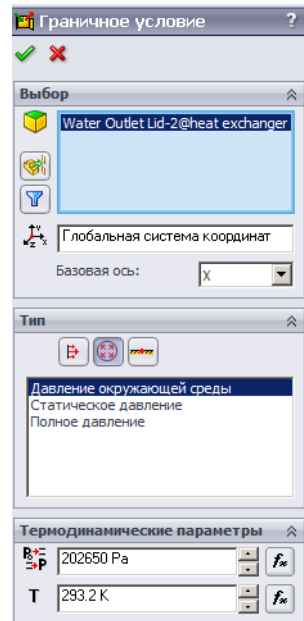 Граничное условие ?
Выбор
Water Outlet Lid-2@heat exchanger
Глобальная система координат
Базовая ось: X
Тип
Давление окружающей среды
Статическое давление
Полное давление
Термодинамические параметры
202650 Pa
T 293.2 K